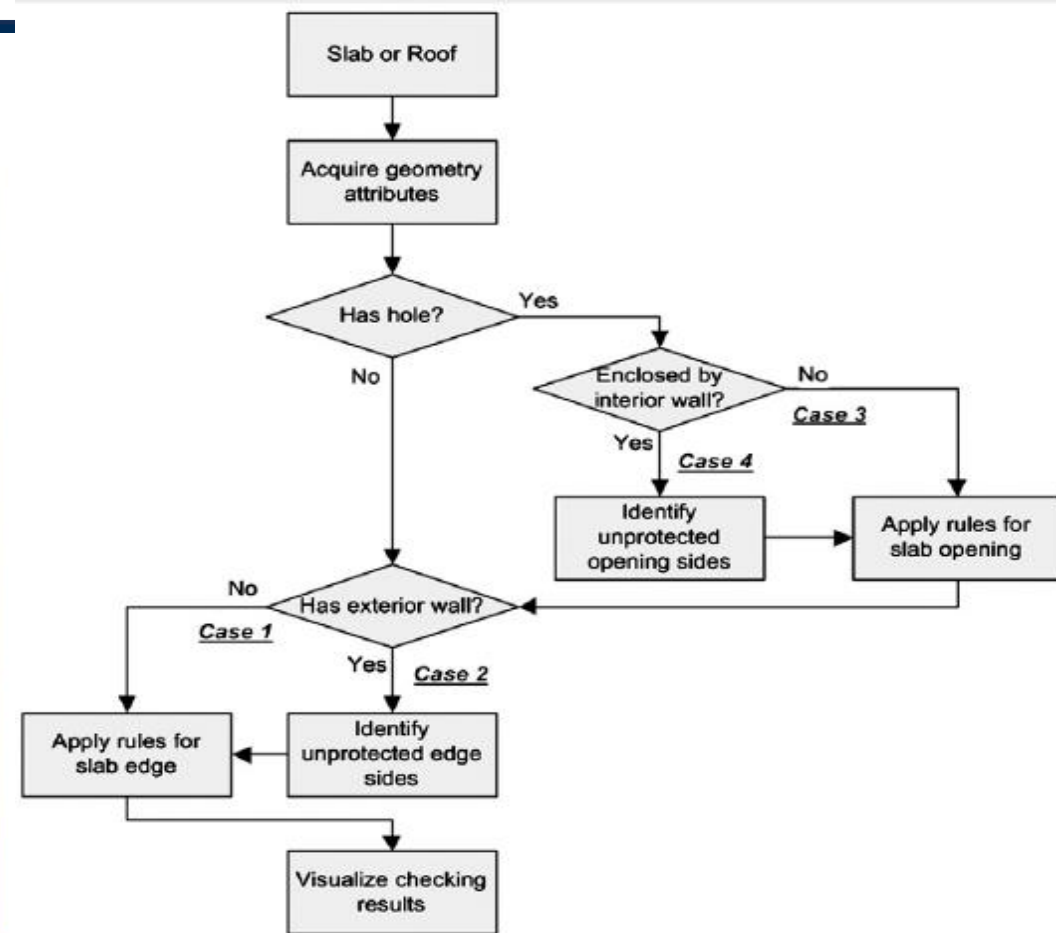 Slab or Roof
Acquire geometry
attributes
Has hole?
Yes
No
Enclosed by
interior wall?
No
Case 3
Yes
Case 4
Identify
unprotected
opening sides
Apply rules for
slab opening
Has exterior wall?
No
Case 1
Yes
Case 2
Apply rules for
slab edge
Identify
unprotected edge
sides
Visualize checking
results